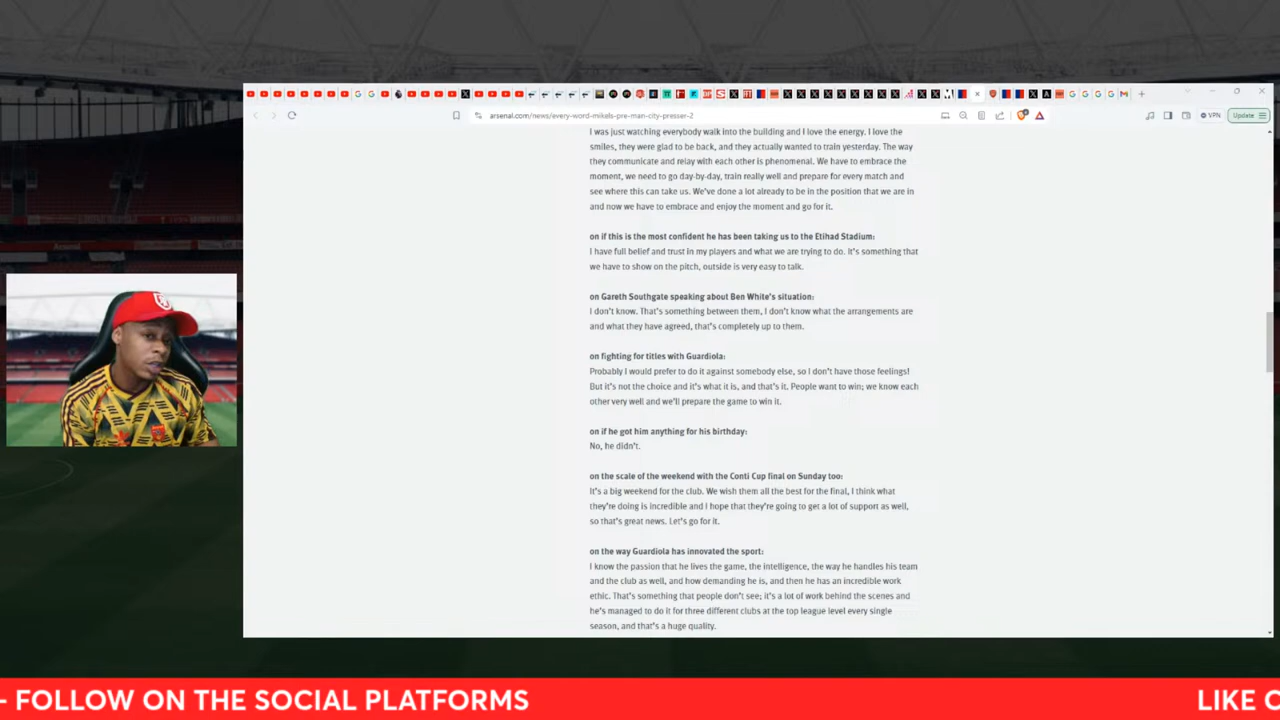 arsenal.com/news/every-word-mikels-pre-man-city-presser-2
VPN
Update
I was just watching everybody walk into the building and I love the energy. I love the
smiles, they were glad to be back, and they actually wanted to train yesterday. The way
they communicate and relay with each other is phenomenal. We have to embrace the
moment, we need to go day-by-day, train really well and prepare for every match and
see where this can take us. We've done a lot already to be in the position that we are in
and now we have to embrace and enjoy the moment and go for it.
on if this is the most confident he has been taking us to the Etihad Stadium:
I have full belief and trust in my players and what we are trying to do. It's something that
we have to show on the pitch, outside is very easy to talk.
on Gareth Southgate speaking about Ben White's situation:
I don't know. That's something between them, I don't know what the arrangements are
and what they have agreed, that's completely up to them.
on fighting for titles with Guardiola:
Probably I would prefer to do it against somebody else, so I don't have those feelings!
But it's not the choice and it's what it is, and that's it. People want to win; we know each
other very well and we'll prepare the game to win it.
on if he got him anything for his birthday:
No, he didn't.
on the scale of the weekend with the Conti Cup final on Sunday too:
It's a big weekend for the club. We wish them all the best for the final, I think what
they're doing is incredible and I hope that they're going to get a lot of support as well,
so that's great news. Let's go for it.
on the way Guardiola has innovated the sport:
I know the passion that he lives the game, the intelligence, the way he handles his team
and the club as well, and how demanding he is, and then he has an incredible work
ethic. That's something that people don't see; it's a lot of work behind the scenes and
he's managed to do it for three different clubs at the top league level every single
season, and that's a huge quality.
- FOLLOW ON THE SOCIAL PLATFORMS
LIKE